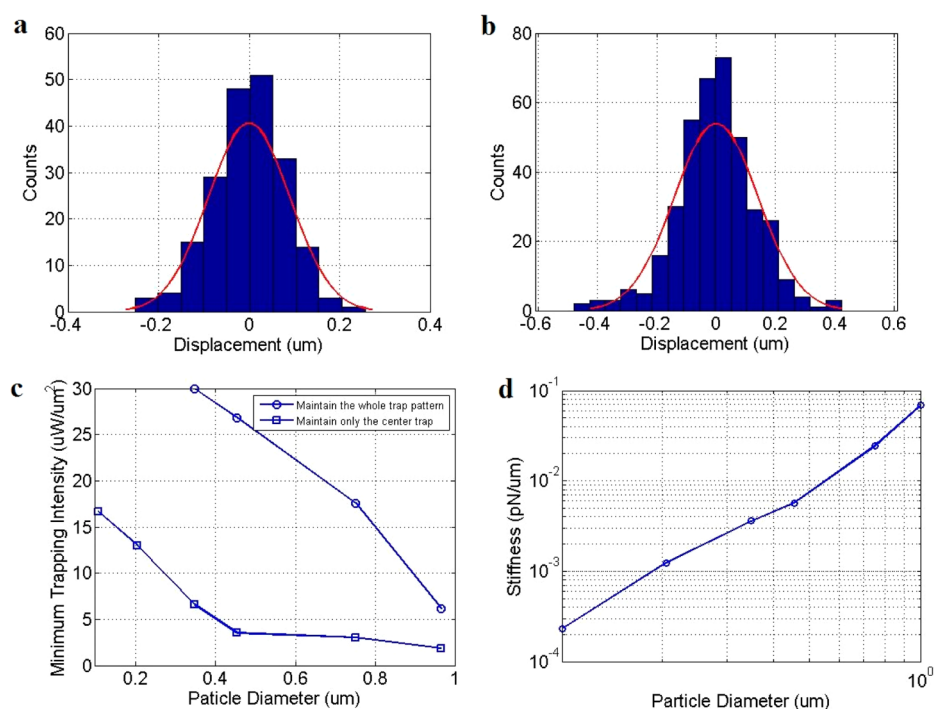 a
60
50
40
30
20
10
0
Counts
-0.4
-0.2
0
0.2
0.4
Displacement (um)
b
80
60
40
20
0
Counts
-0.6
-0.4
-0.2
0
0.2
0.4
0.6
Displacement (um)
c
30
25
20
15
10
5
0
Minimum Trapping Intensity (uW/um²)
Maintain the whole trap pattern
Maintain only the center trap
0.2
0.4
0.6
0.8
1
Paticle Diameter (um)
d
10⁻¹
10⁻²
10⁻³
10⁻⁴
Stiffness (pN/um)
10⁰
Particle Diameter (um)